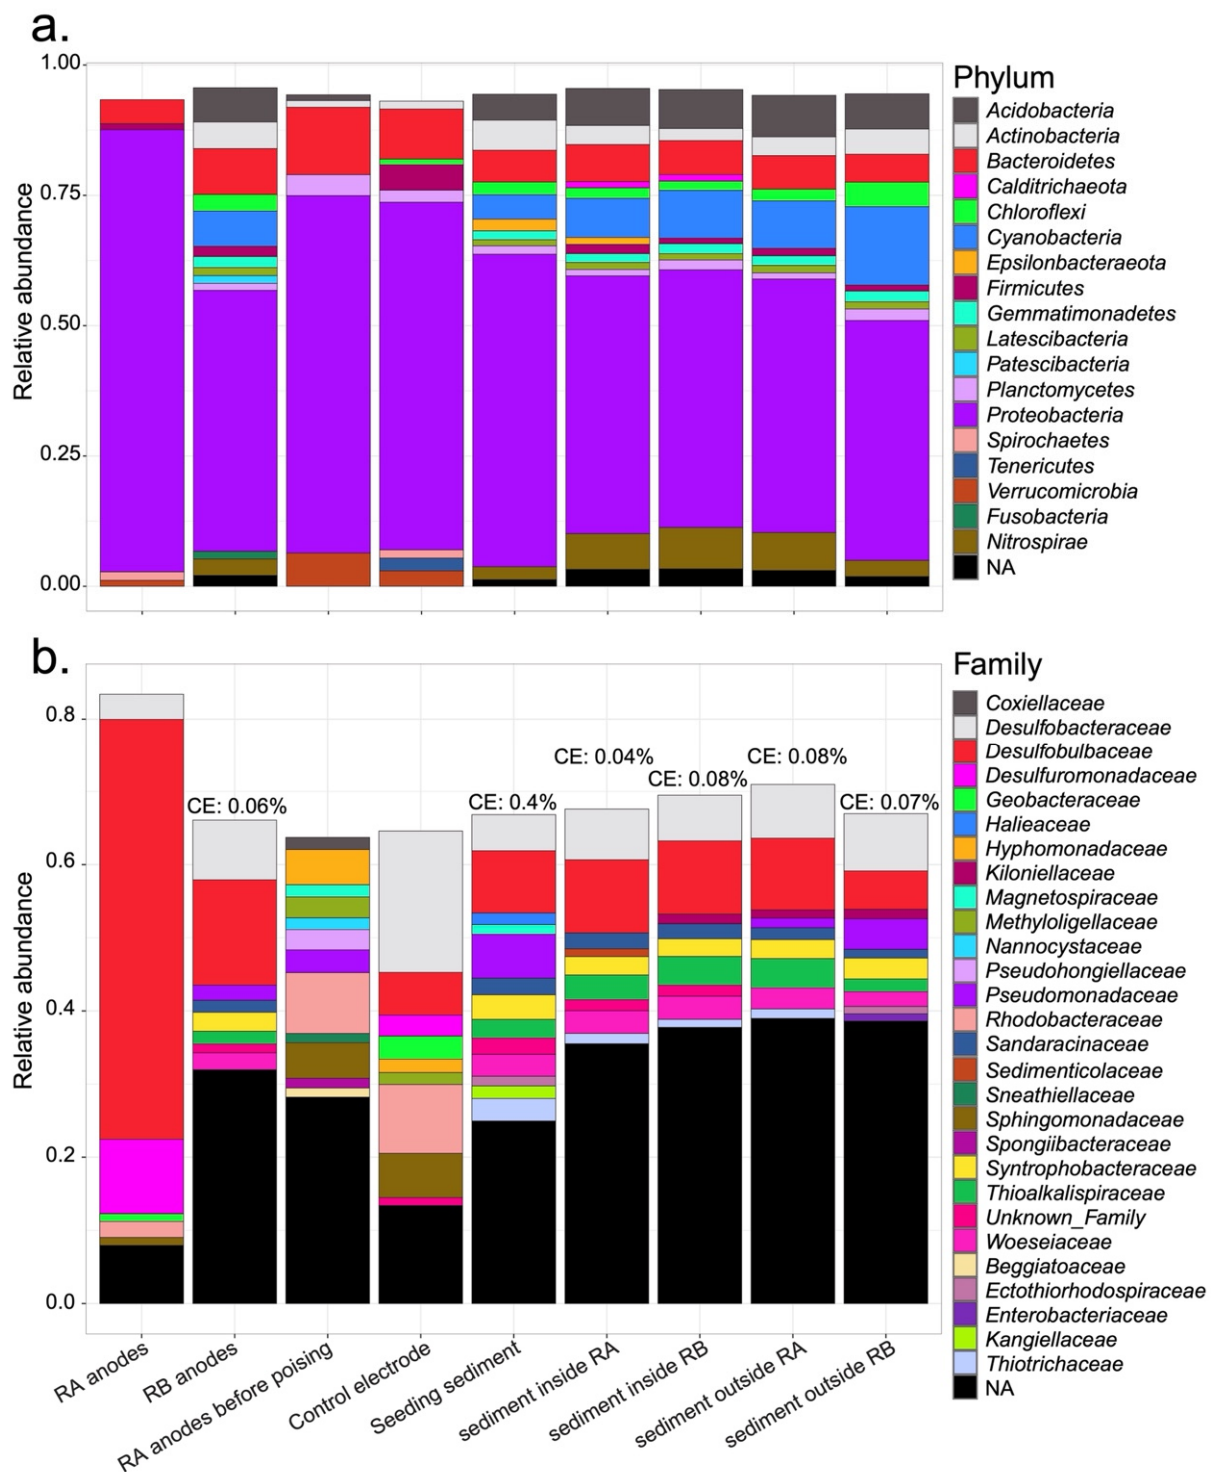 a.
1.00
0.75
0.50
0.25
0.00
Relative abundance
Phylum
Acidobacteria
Actinobacteria
Bacteroidetes
Calditrichaeota
Chloroflexi
Cyanobacteria
Epsilonbacteraeota
Firmicutes
Gemmatimonadetes
Latescibacteria
Patescibacteria
Planctomycetes
Proteobacteria
Spirochaetes
Tenericutes
Verrucomicrobia
Fusobacteria
Nitrospirae
NA
b.
0.8
0.6
0.4
0.2
0.0
Relative abundance
CE: 0.06%
CE: 0.4%
CE: 0.04%
CE: 0.08%
CE: 0.08%
CE: 0.07%
RA anodes
RB anodes
RA anodes before poising
Control electrode
Seeding sediment
sediment inside RA
sediment inside RB
sediment outside RA
sediment outside RB
Family
Coxiellaceae
Desulfobacteraceae
Desulfobulbaceae
Desulfuromonadaceae
Geobacteraceae
Halieaceae
Hyphomonadaceae
Kiloniellaceae
Magnetospiraceae
Methyloligellaceae
Nannocystaceae
Pseudohongiellaceae
Pseudomonadaceae
Rhodobacteraceae
Sandaracinaceae
Sedimenticolaceae
Sneathiellaceae
Sphingomonadaceae
Spongiibacteraceae
Syntrophobacteraceae
Thioalkalispiraceae
Unknown_Family
Woeseiaceae
Beggiatoaceae
Ectothiorhodospiraceae
Enterobacteriaceae
Kangiellaceae
Thiotrichaceae
NA